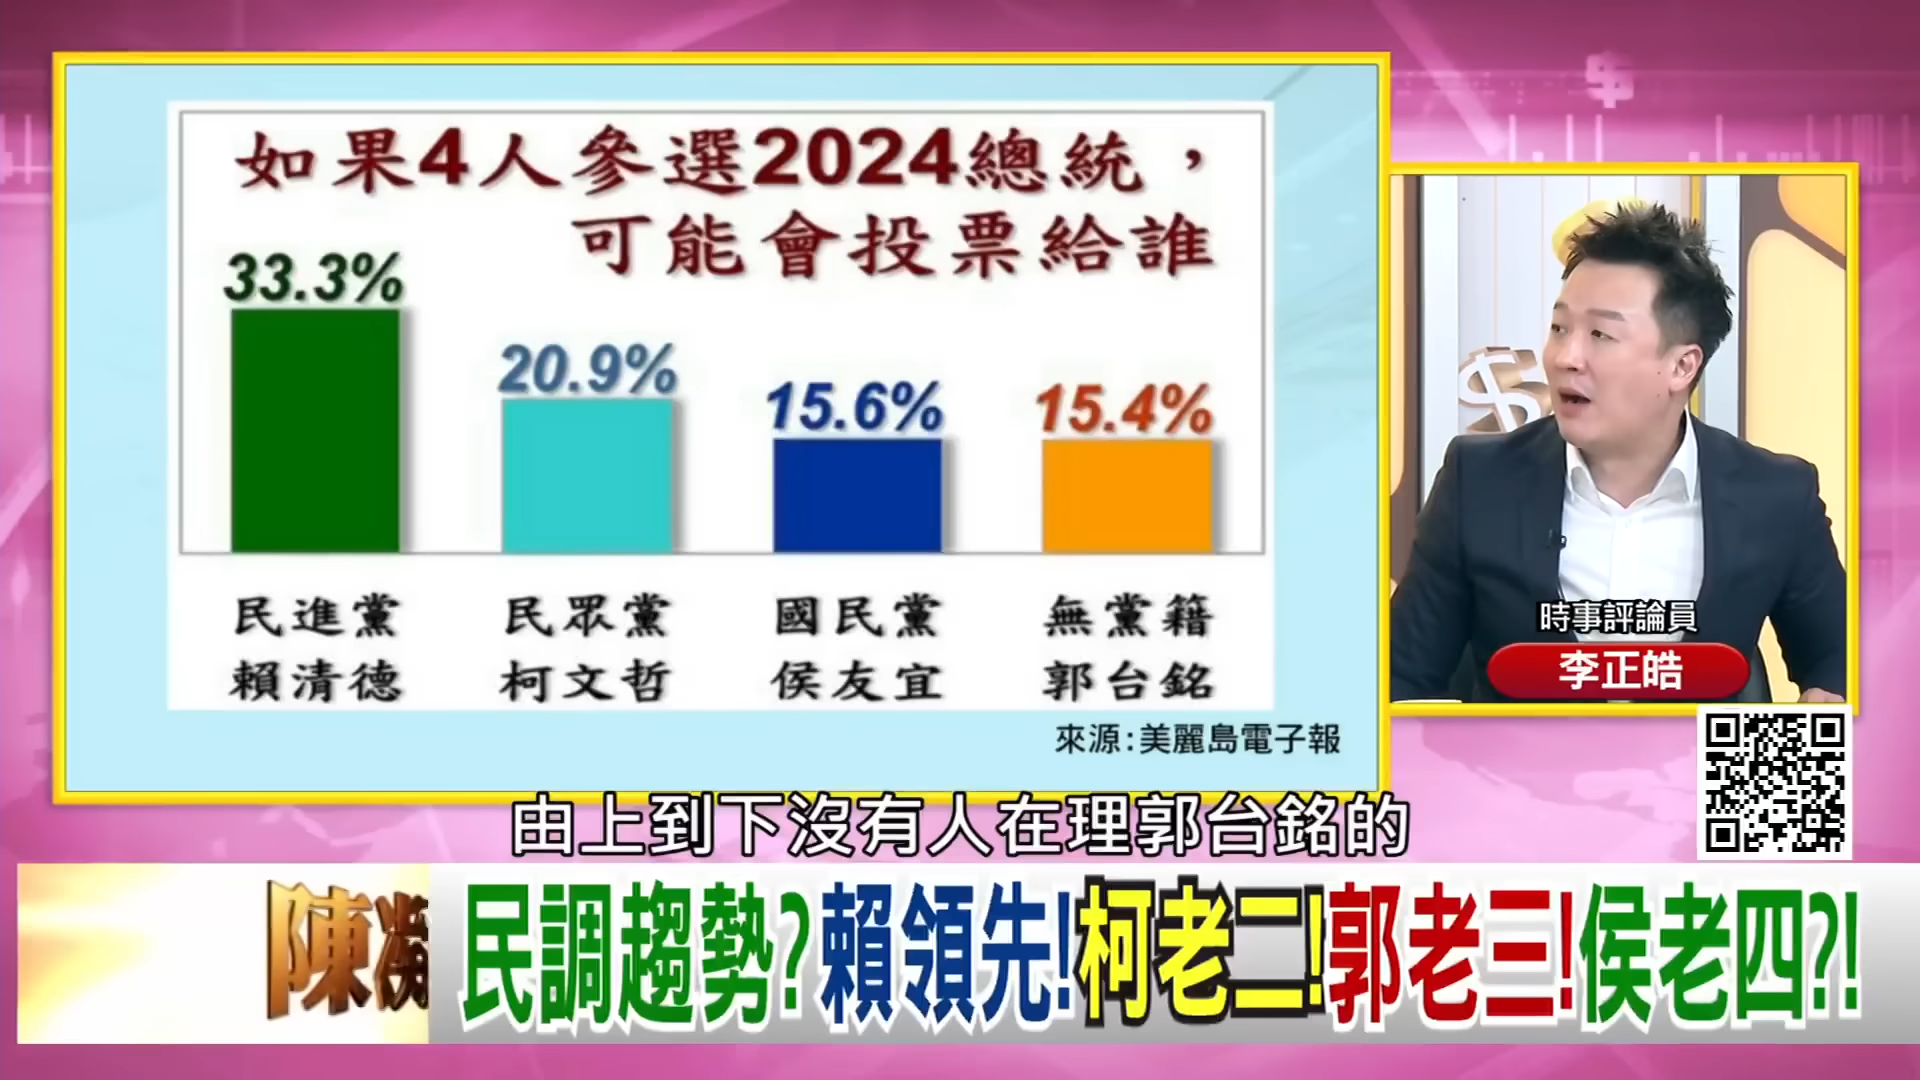 如果4人參選2024總統，
可能會投票給誰
33.3%
20.9%
15.6%
15.4%
民進黨
民眾黨
國民黨
無黨籍
賴清德
柯文哲
侯友宜
郭台銘
來源:美麗島電子報
時事評論員
李正皓
由上到下沒有人在理郭台銘的
陳凝
民調趨勢?賴領先!柯老二!郭老三!侯老四?!